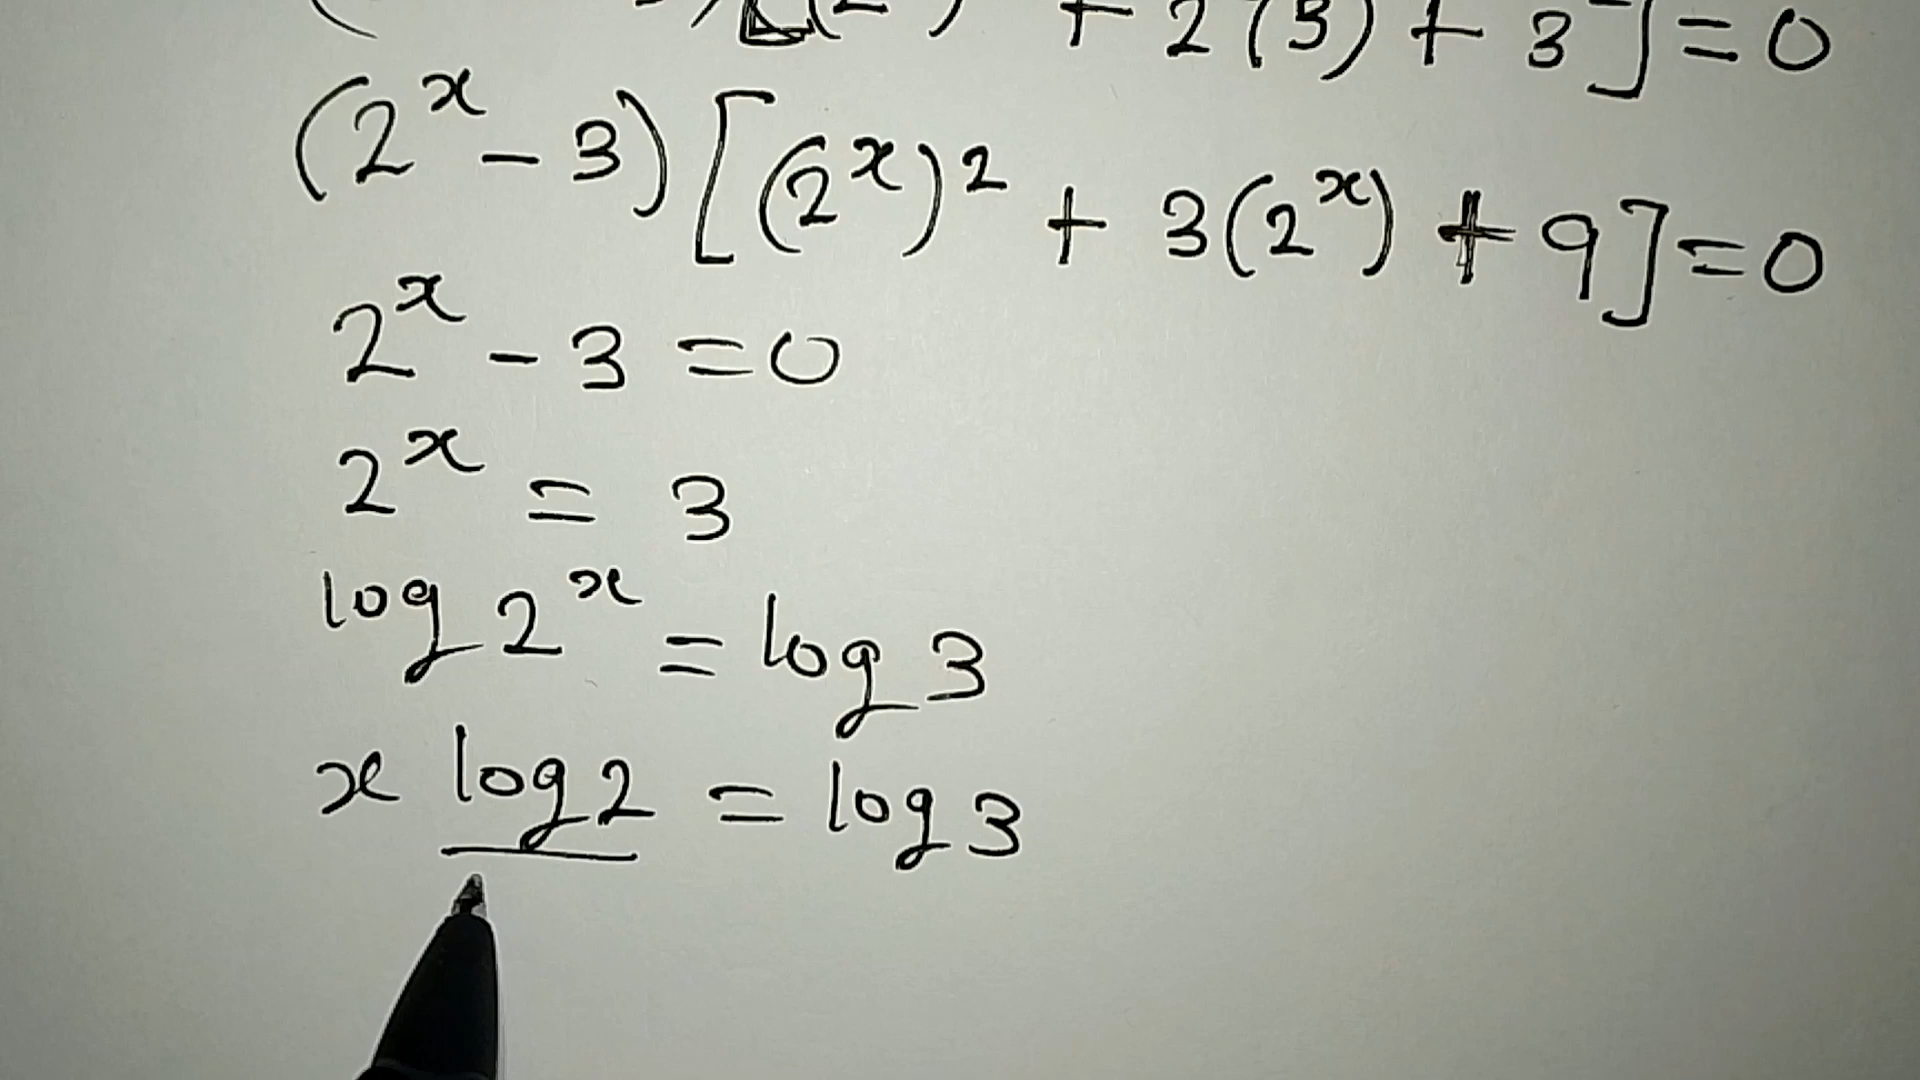 + 2 (3) + 3 ] = 0
(2^x - 3) [(2^x)^2 + 3(2^x) + 9] = 0
2^x - 3 = 0
2^x = 3
log 2^x = log 3
x log 2 = log 3